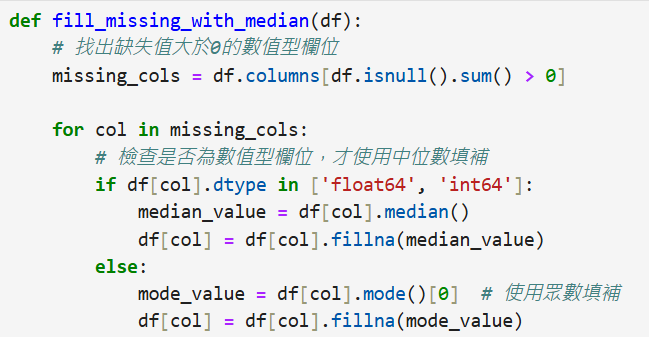 def fill_missing_with_median(df):
    # 找出缺失值大於0的數值型欄位
    missing_cols = df.columns[df.isnull().sum() > 0]

    for col in missing_cols:
        # 檢查是否為數值型欄位，才使用中位數填補
        if df[col].dtype in ['float64', 'int64']:
            median_value = df[col].median()
            df[col] = df[col].fillna(median_value)
        else:
            mode_value = df[col].mode()[0]  # 使用眾數填補
            df[col] = df[col].fillna(mode_value)